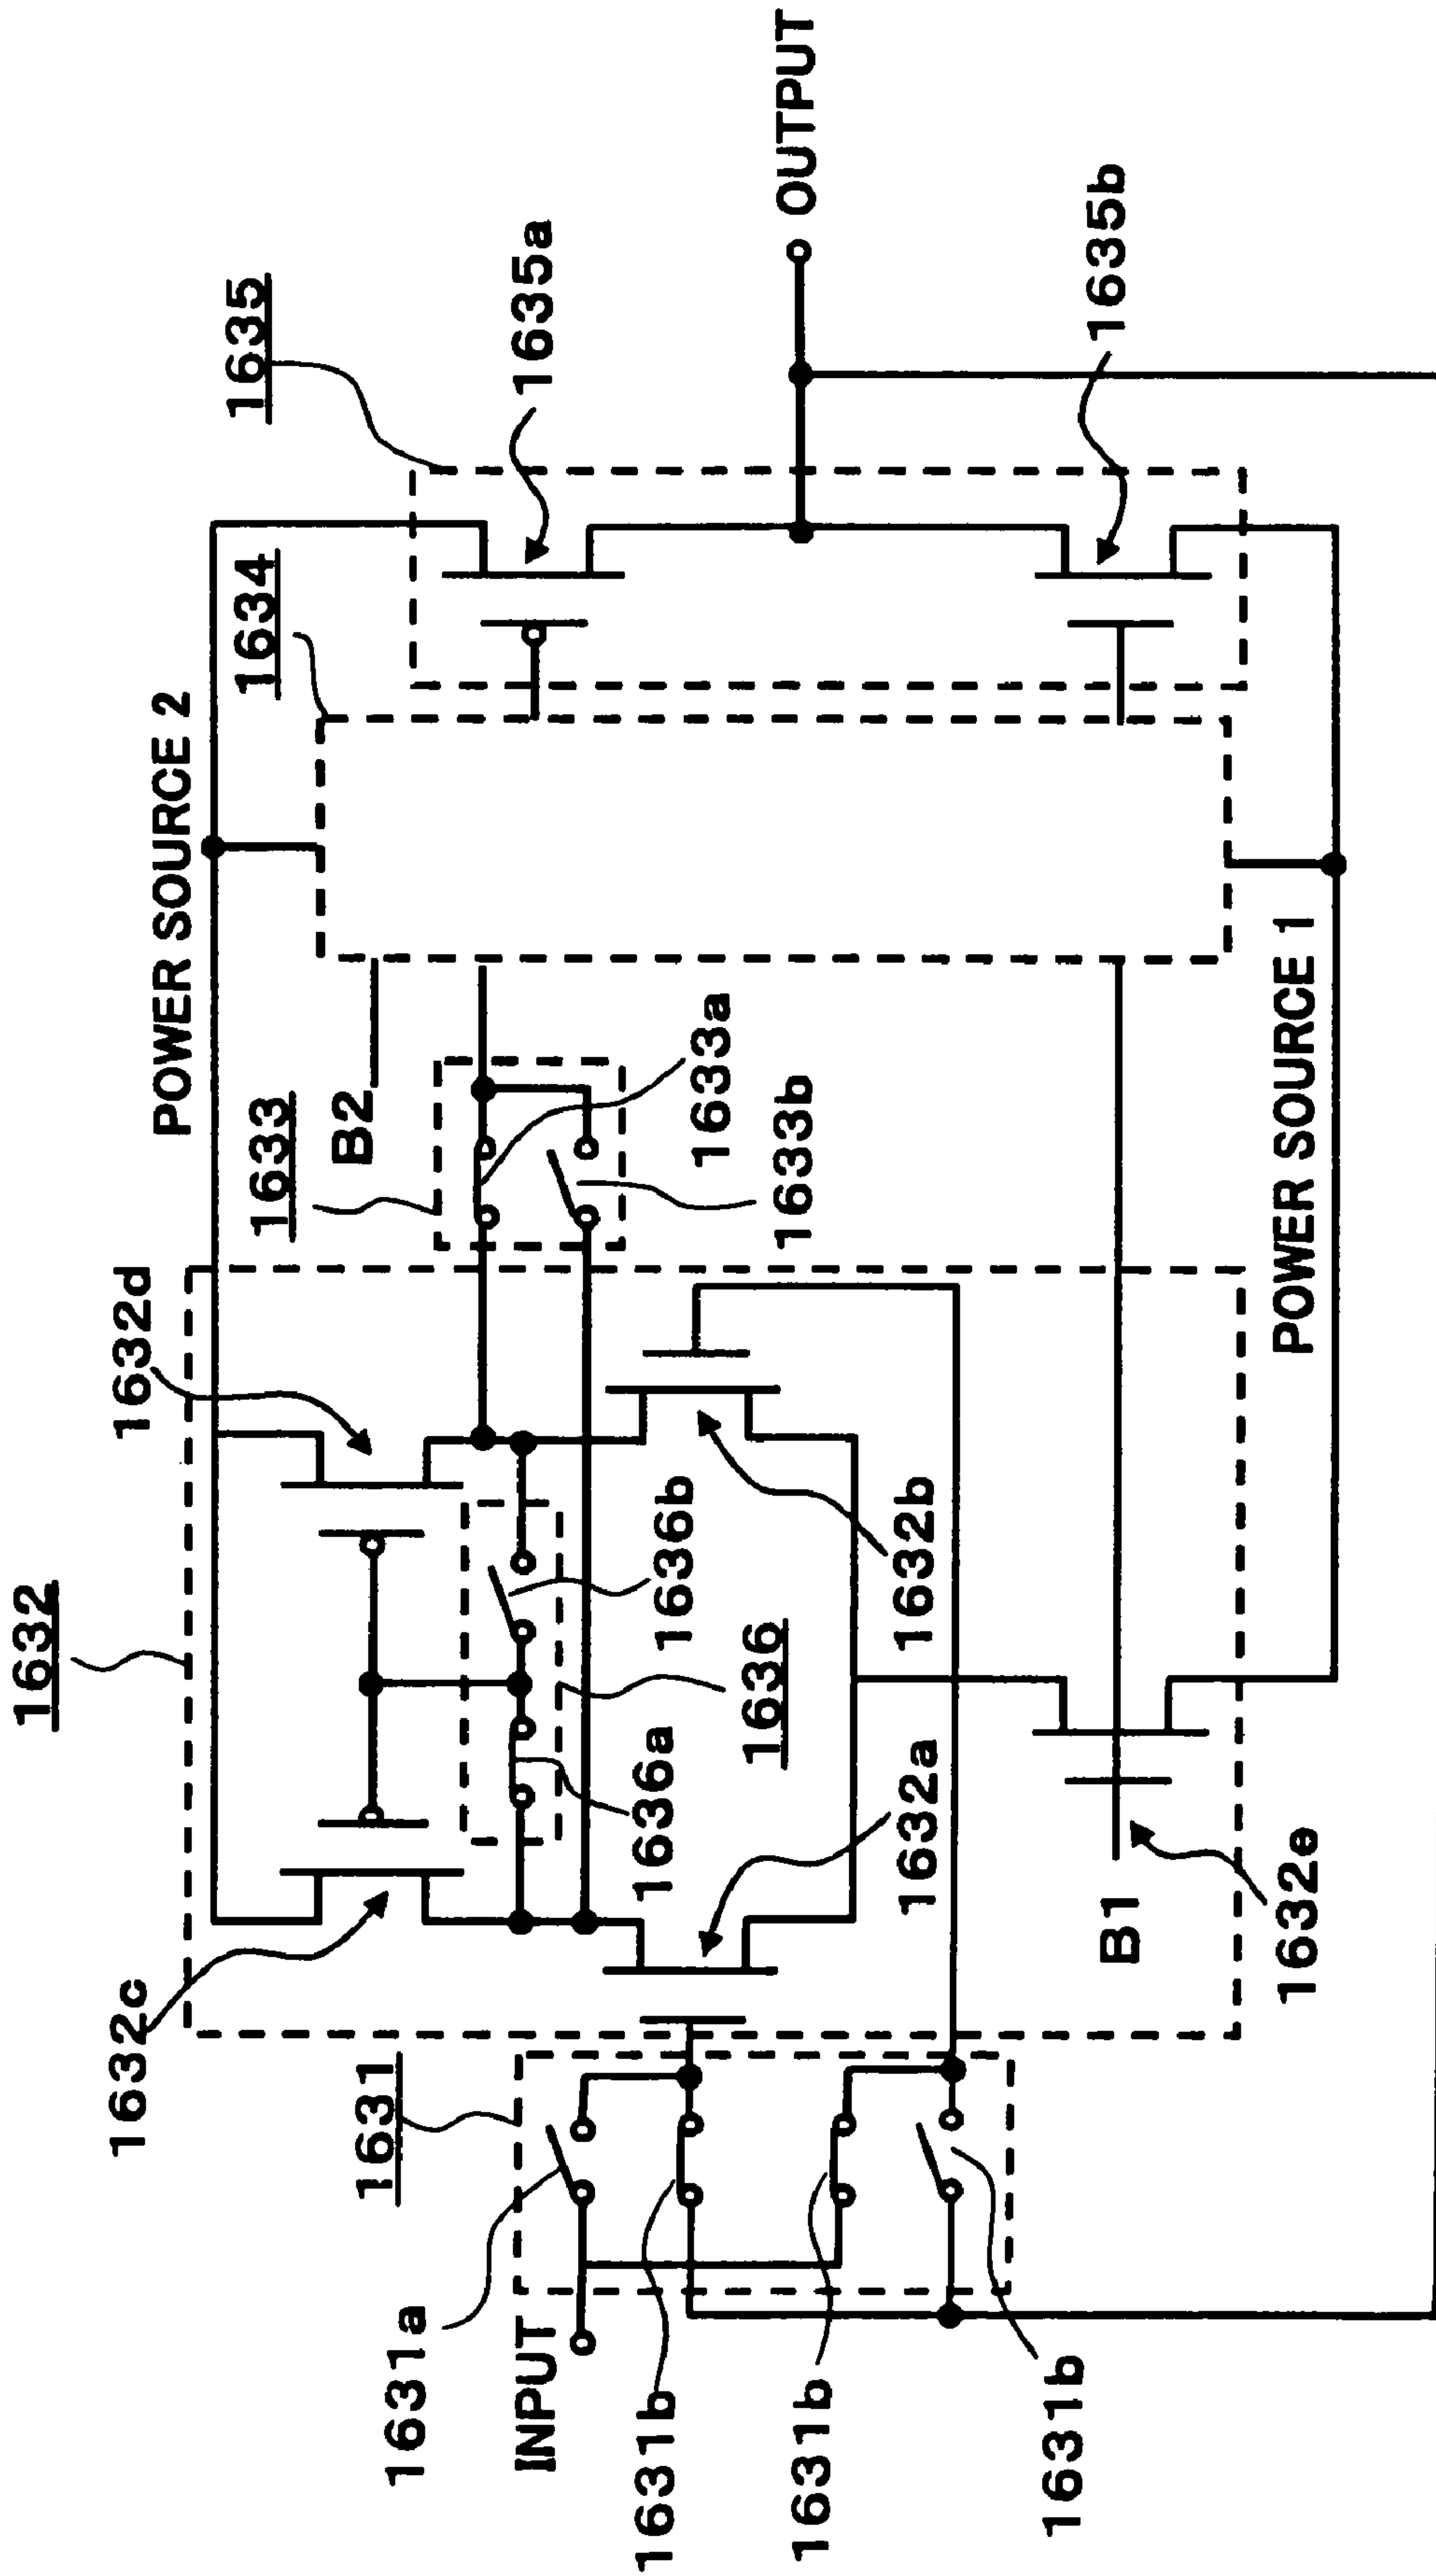 1632
1632c
1632d
POWER SOURCE 2
1634
1635
1633
B2
1635a
1631
1631a
INPUT
1636b
1633a
1636a
1636
1633b
OUTPUT
1631b
1631b
1632a
1632b
1631b
B1
1635b
1632e
POWER SOURCE 1